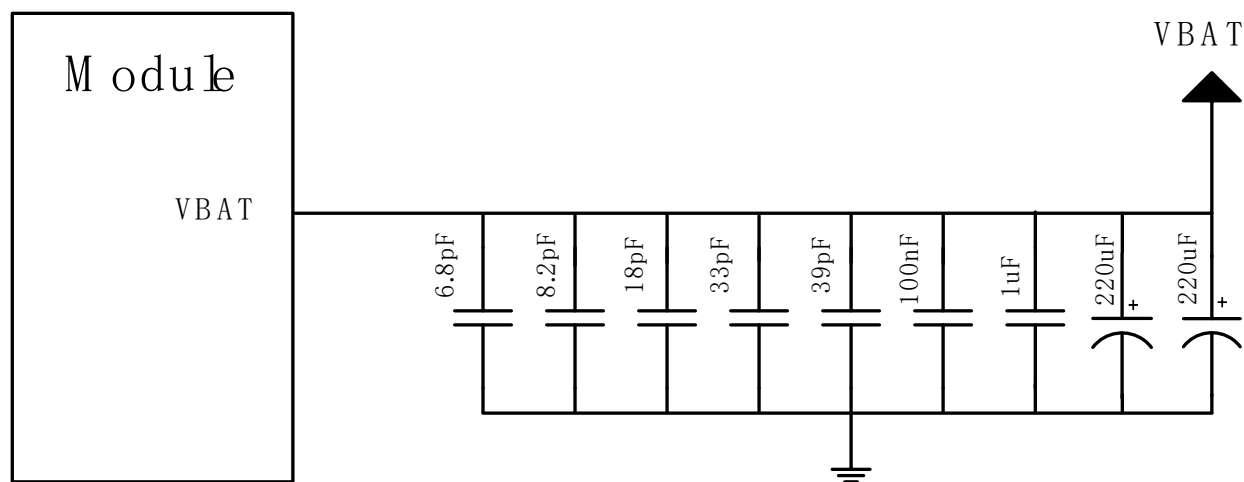 VBAT
Module
VBAT
6.8pF
8.2pF
18pF
33pF
39pF
100nF
1uF
220uF
+
220uF
+